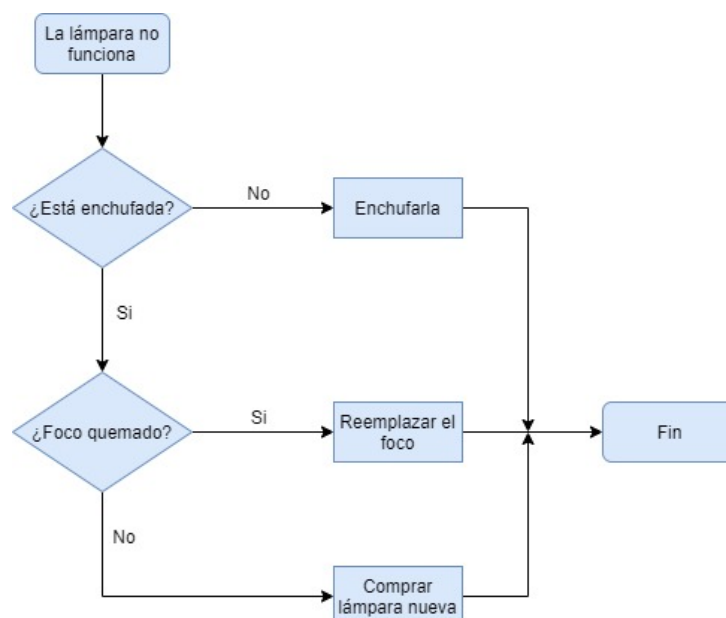 La lámpara no
funciona
¿Está enchufada?
No
Enchufarla
Si
¿Foco quemado?
Si
Reemplazar el
foco
Fin
No
Comprar
lámpara nueva